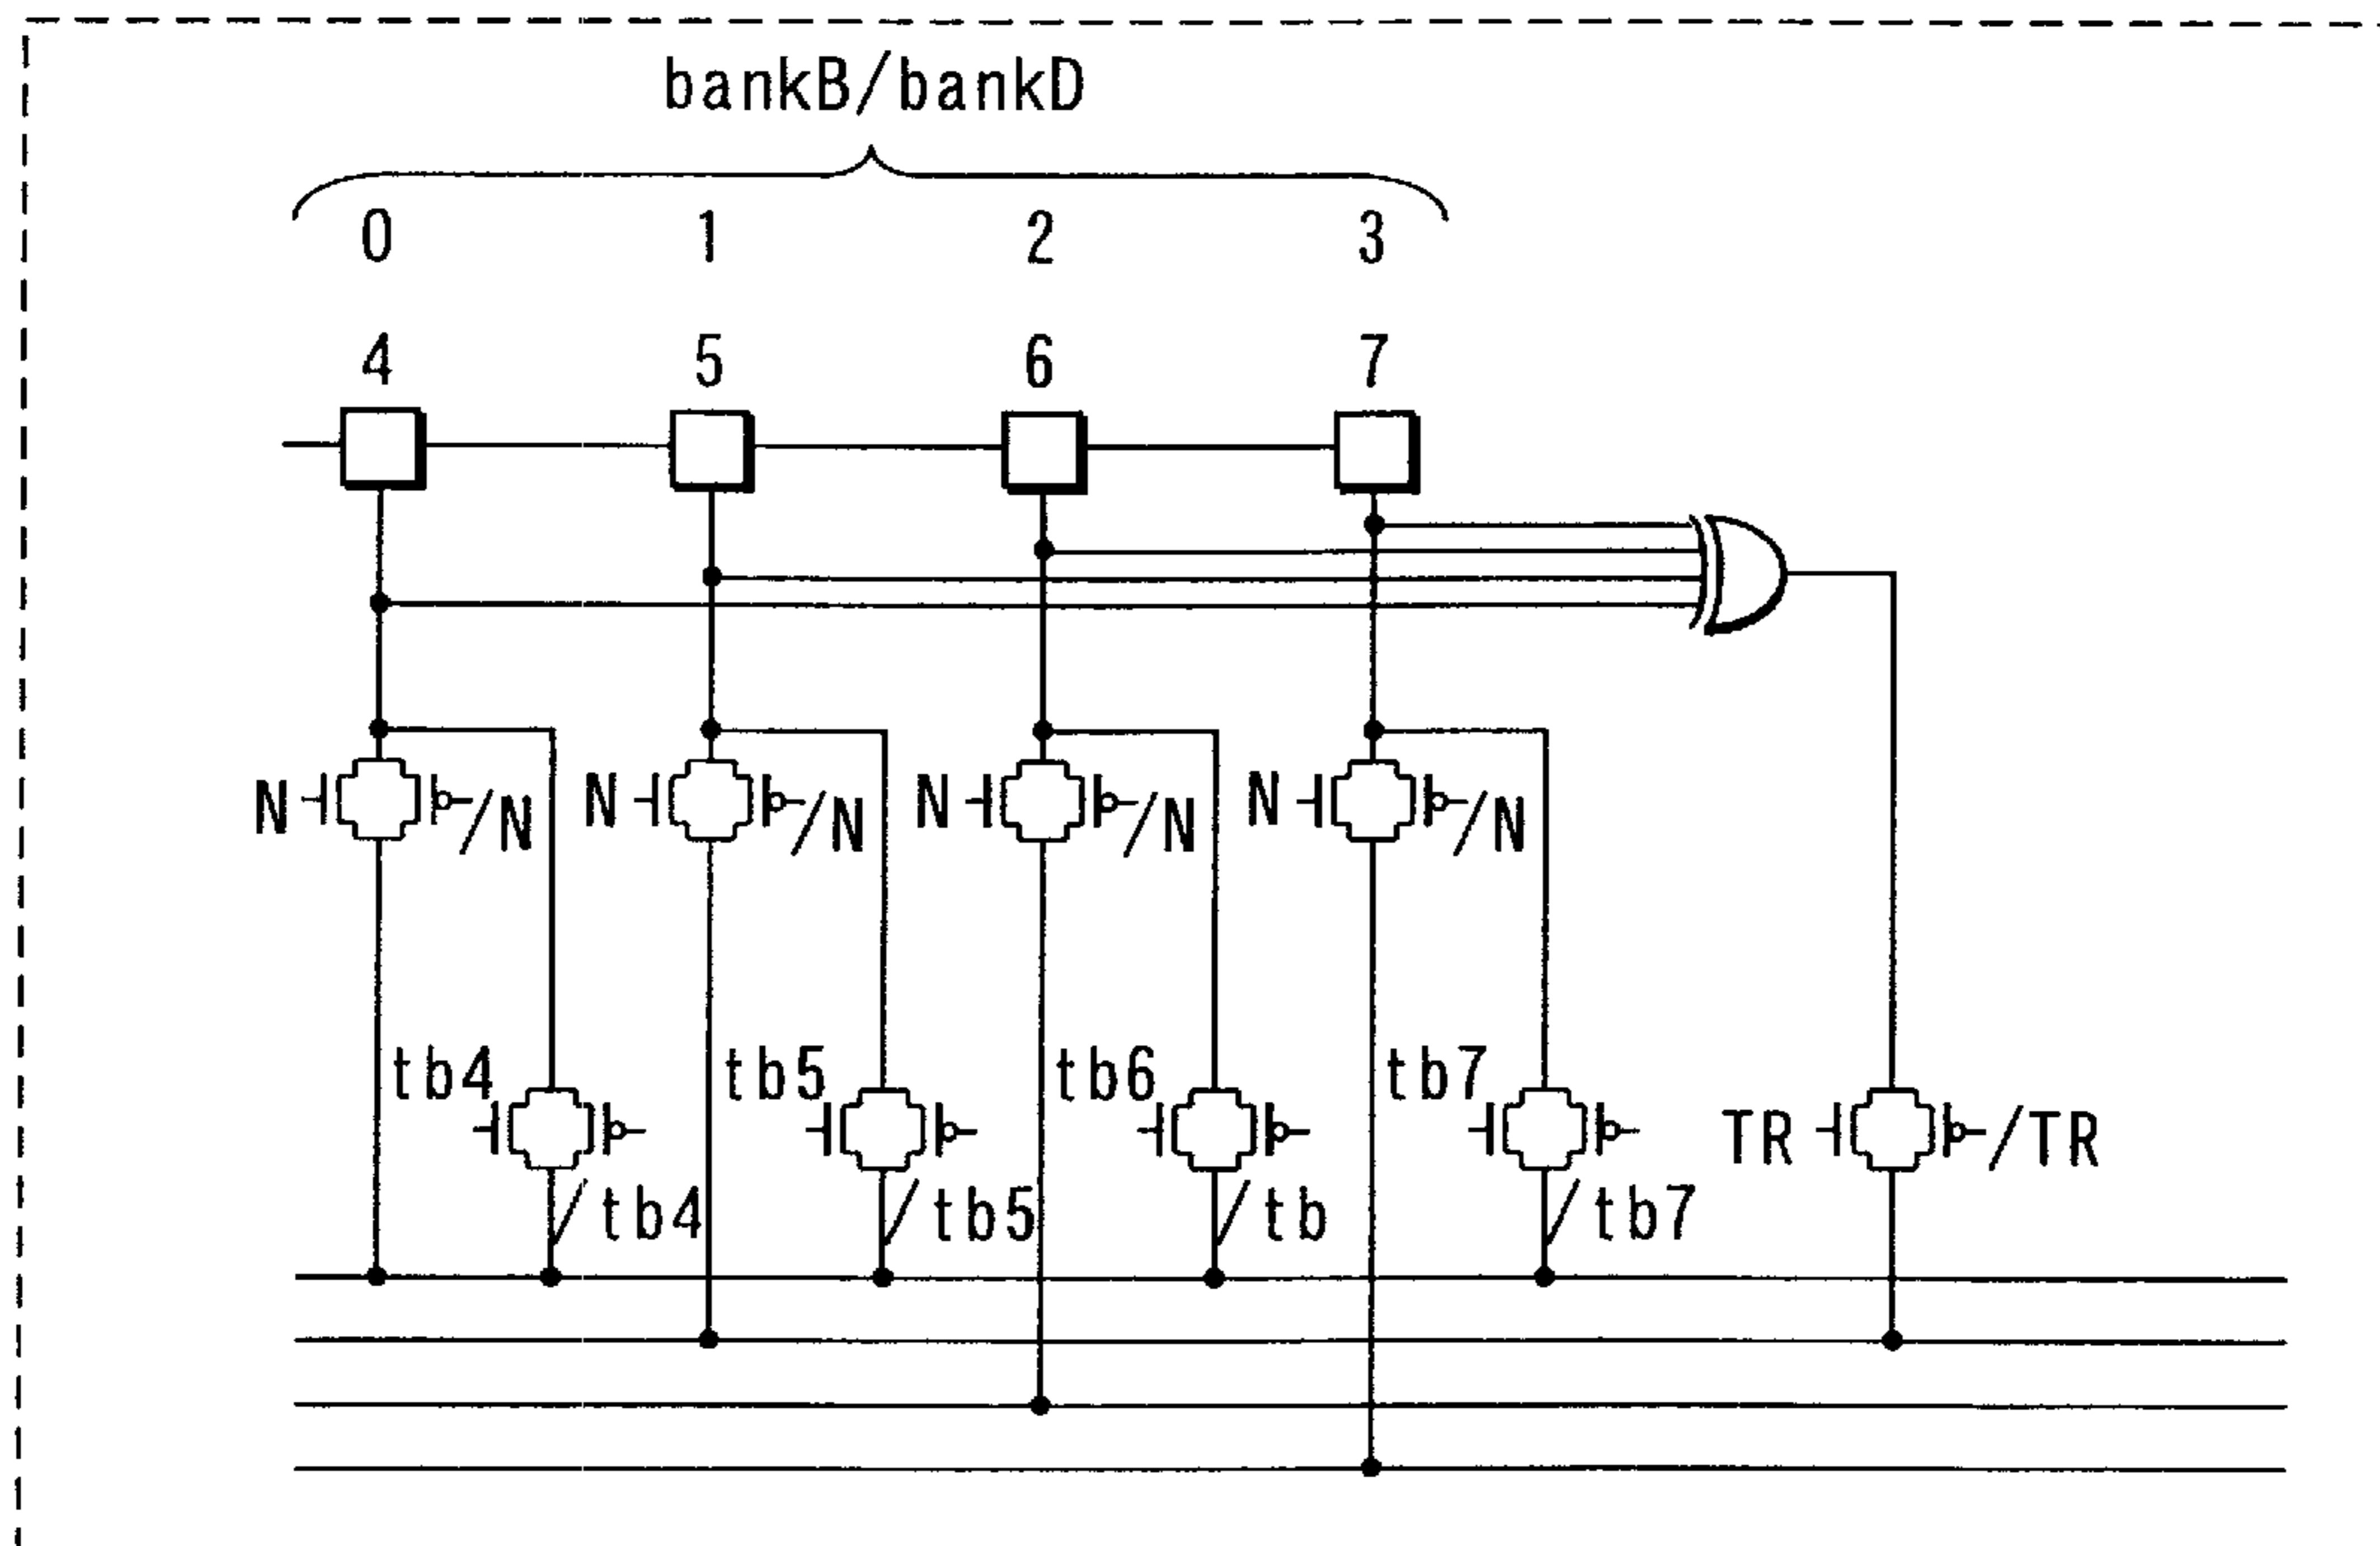 bankB/bankD
0 1 2 3
4 5 6 7
N /N N /N N /N N /N
tb4 tb5 tb6 tb7
TR /TR
/tb4 /tb5 /tb /tb7